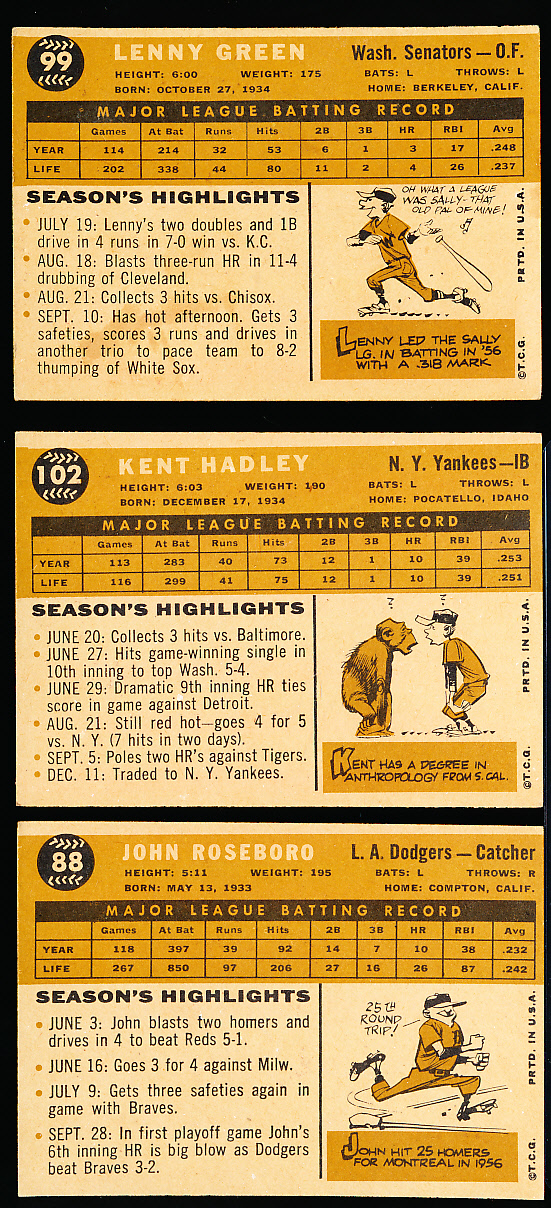 99
LENNY GREEN
Wash. Senators — O.F.
HEIGHT: 6:00 WEIGHT: 175 BATS: L THROWS: L
BORN: OCTOBER 27, 1934 HOME: BERKELEY, CALIF.
MAJOR LEAGUE BATTING RECORD
Games At Bat Runs Hits 2B 3B HR RBI Avg
YEAR 114 214 32 53 6 1 3 17 .248
LIFE 202 338 44 80 11 2 4 26 .237
SEASON'S HIGHLIGHTS
• JULY 19: Lenny's two doubles and 1B
drive in 4 runs in 7-0 win vs. K.C.
• AUG. 18: Blasts three-run HR in 11-4
drubbing of Cleveland.
• AUG. 21: Collects 3 hits vs. Chisox.
• SEPT. 10: Has hot afternoon. Gets 3
safeties, scores 3 runs and drives in
another trio to pace team to 8-2
thumping of White Sox.
OH WHAT A LEAGUE
WAS SALLY- THAT
OLD PAL OF MINE!
W
LENNY LED THE SALLY
LG. IN BATTING IN '56
WITH A .318 MARK
©T.C.G. PRTD. IN U.S.A.
102
KENT HADLEY
N. Y. Yankees—IB
HEIGHT: 6:03 WEIGHT: 190 BATS: L THROWS: L
BORN: DECEMBER 17, 1934 HOME: POCATELLO, IDAHO
MAJOR LEAGUE BATTING RECORD
Games At Bat Runs Hits 2B 3B HR RBI Avg
YEAR 113 283 40 73 12 1 10 39 .253
LIFE 116 299 41 75 12 1 10 39 .251
SEASON'S HIGHLIGHTS
• JUNE 20: Collects 3 hits vs. Baltimore.
• JUNE 27: Hits game-winning single in
10th inning to top Wash. 5-4.
• JUNE 29: Dramatic 9th inning HR ties
score in game against Detroit.
• AUG. 21: Still red hot—goes 4 for 5
vs. N. Y. (7 hits in two days).
• SEPT. 5: Poles two HR's against Tigers.
• DEC. 11: Traded to N. Y. Yankees.
? ?
KENT HAS A DEGREE IN
ANTHROPOLOGY FROM S. CAL.
©T.C.G. PRTD. IN U.S.A.
88
JOHN ROSEBORO
L. A. Dodgers — Catcher
HEIGHT: 5:11 WEIGHT: 195 BATS: L THROWS: R
BORN: MAY 13, 1933 HOME: COMPTON, CALIF.
MAJOR LEAGUE BATTING RECORD
Games At Bat Runs Hits 2B 3B HR RBI Avg
YEAR 118 397 39 92 14 7 10 38 .232
LIFE 267 850 97 206 27 16 26 87 .242
SEASON'S HIGHLIGHTS
• JUNE 3: John blasts two homers and
drives in 4 to beat Reds 5-1.
• JUNE 16: Goes 3 for 4 against Milw.
• JULY 9: Gets three safeties again in
game with Braves.
• SEPT. 28: In first playoff game John's
6th inning HR is big blow as Dodgers
beat Braves 3-2.
25TH
ROUND
TRIP!
JOHN HIT 25 HOMERS
FOR MONTREAL IN 1956
©T.C.G. PRTD. IN U.S.A.